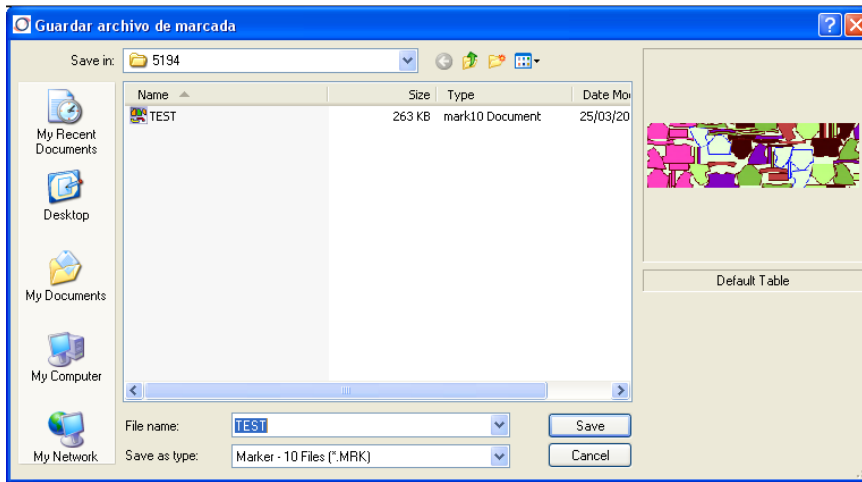 Guardar archivo de marcada
Save in: 5194
Name Size Type Date Mo
TEST 263 KB mark10 Document 25/03/20
My Recent
Documents
Desktop
My Documents
My Computer
My Network
Default Table
File name: TEST Save
Save as type: Marker - 10 Files (*.MRK) Cancel